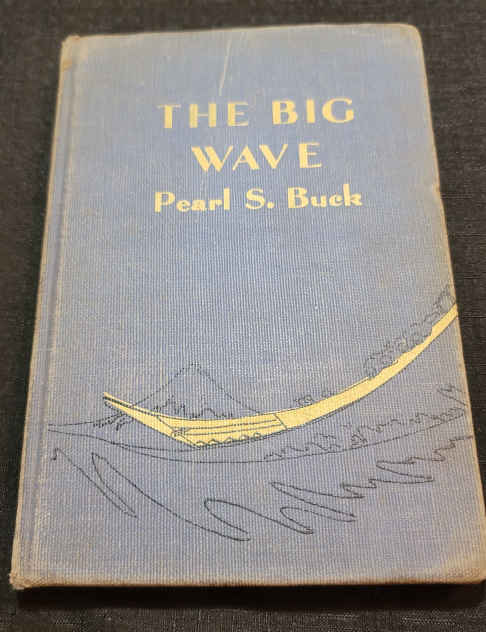 THE BIG
WAVE
Pearl S. Buck